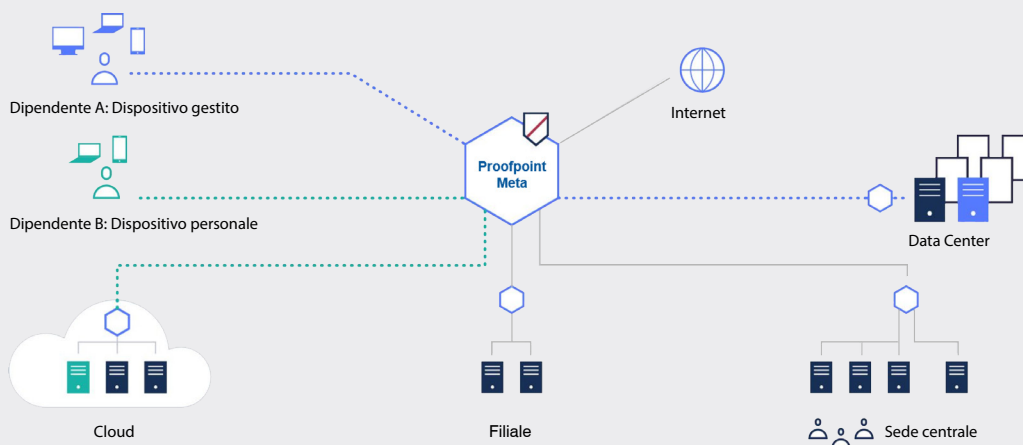 Dipendente A: Dispositivo gestito
Internet
Proofpoint
Meta
Dipendente B: Dispositivo personale
Data Center
Cloud
Filiale
Sede centrale